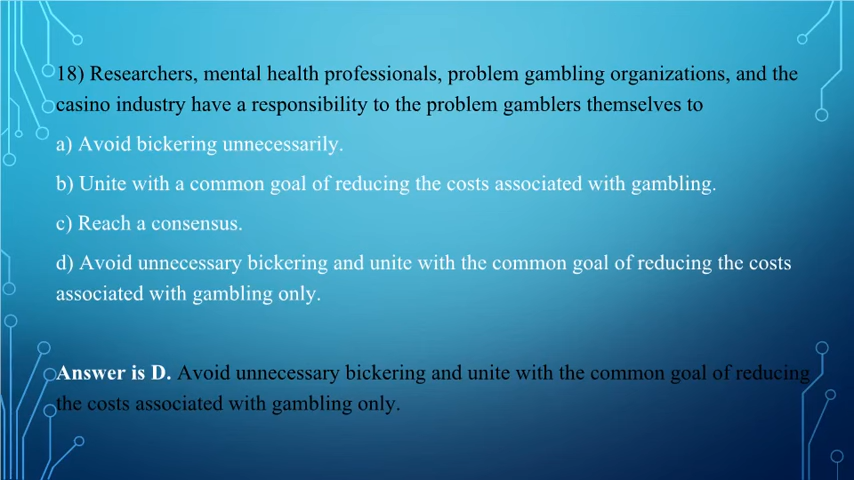 18) Researchers, mental health professionals, problem gambling organizations, and the
casino industry have a responsibility to the problem gamblers themselves to
a) Avoid bickering unnecessarily.
b) Unite with a common goal of reducing the costs associated with gambling.
c) Reach a consensus.
d) Avoid unnecessary bickering and unite with the common goal of reducing the costs
associated with gambling only.
Answer is D. Avoid unnecessary bickering and unite with the common goal of reducing
the costs associated with gambling only.